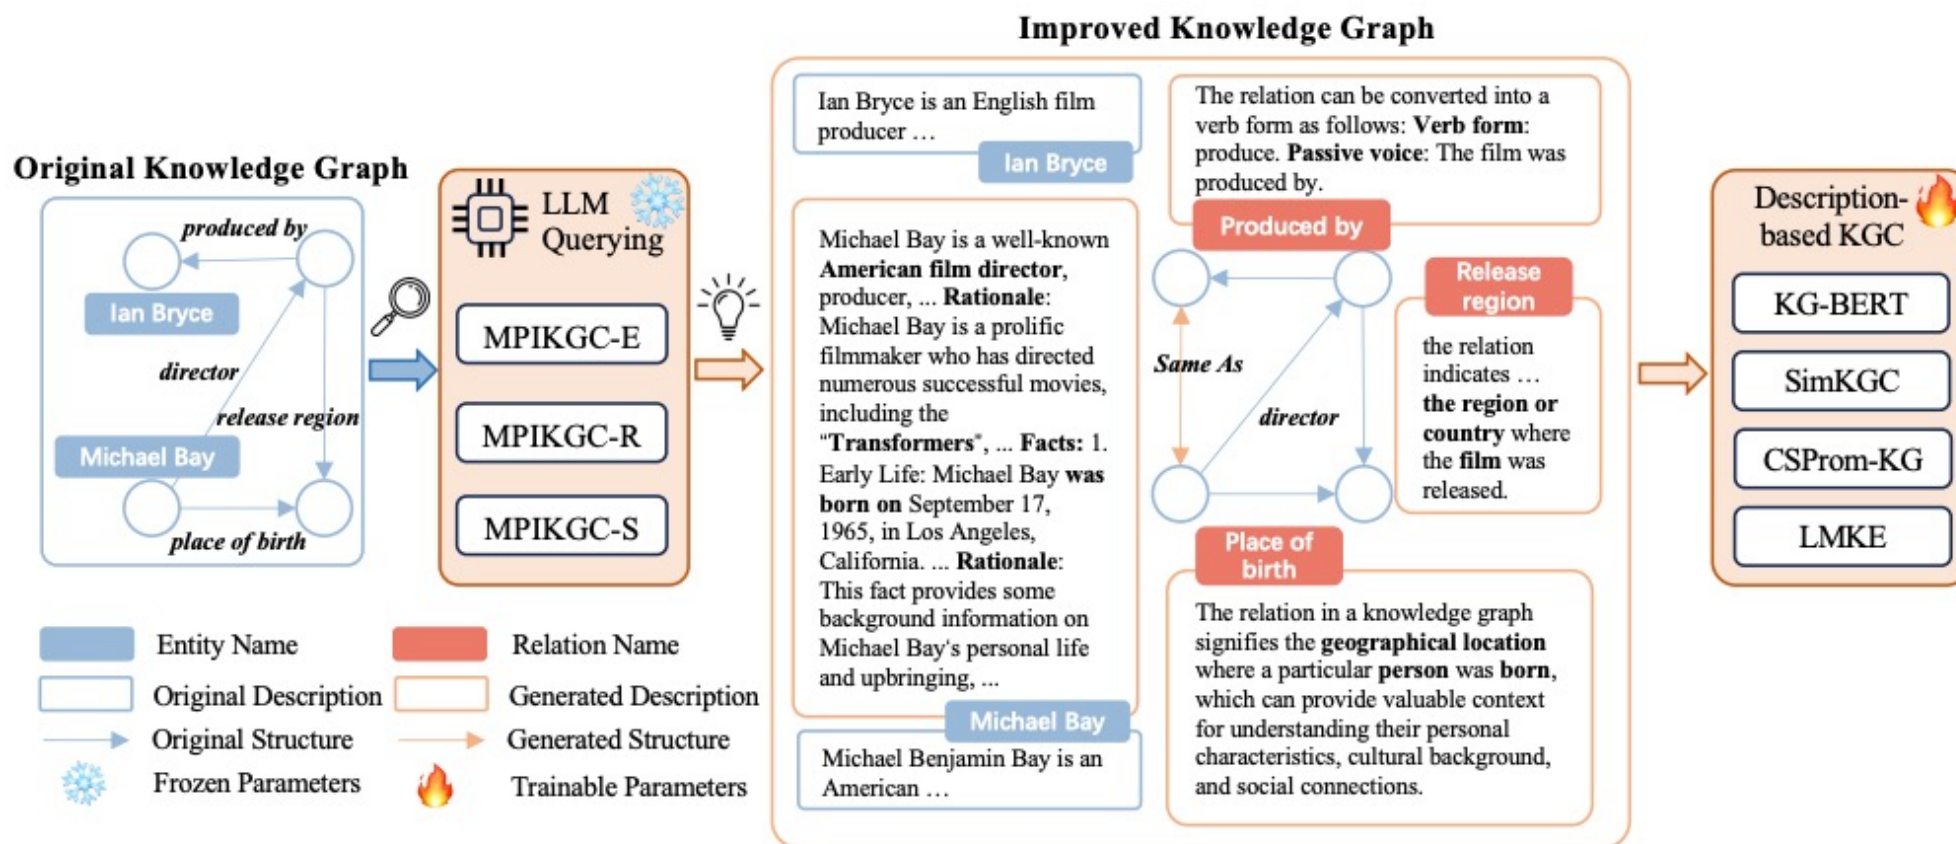 Improved Knowledge Graph
Original Knowledge Graph
produced by
Ian Bryce
director
release region
Michael Bay
place of birth
LLM
Querying
MPIKGC-E
MPIKGC-R
MPIKGC-S
Ian Bryce is an English film
producer …
Ian Bryce
Michael Bay is a well-known
American film director,
producer, ... Rationale:
Michael Bay is a prolific
filmmaker who has directed
numerous successful movies,
including the
"Transformers", ... Facts: 1.
Early Life: Michael Bay was
born on September 17,
1965, in Los Angeles,
California. ... Rationale:
This fact provides some
background information on
Michael Bay's personal life
and upbringing, ...
Michael Bay
Michael Benjamin Bay is an
American …
The relation can be converted into a
verb form as follows: Verb form:
produce. Passive voice: The film was
produced by.
Produced by
Same As
director
Release
region
the relation
indicates …
the region or
country where
the film was
released.
Place of
birth
The relation in a knowledge graph
signifies the geographical location
where a particular person was born,
which can provide valuable context
for understanding their personal
characteristics, cultural background,
and social connections.
Description-
based KGC
KG-BERT
SimKGC
CSProm-KG
LMKE
Entity Name
Relation Name
Original Description
Generated Description
Original Structure
Generated Structure
Frozen Parameters
Trainable Parameters